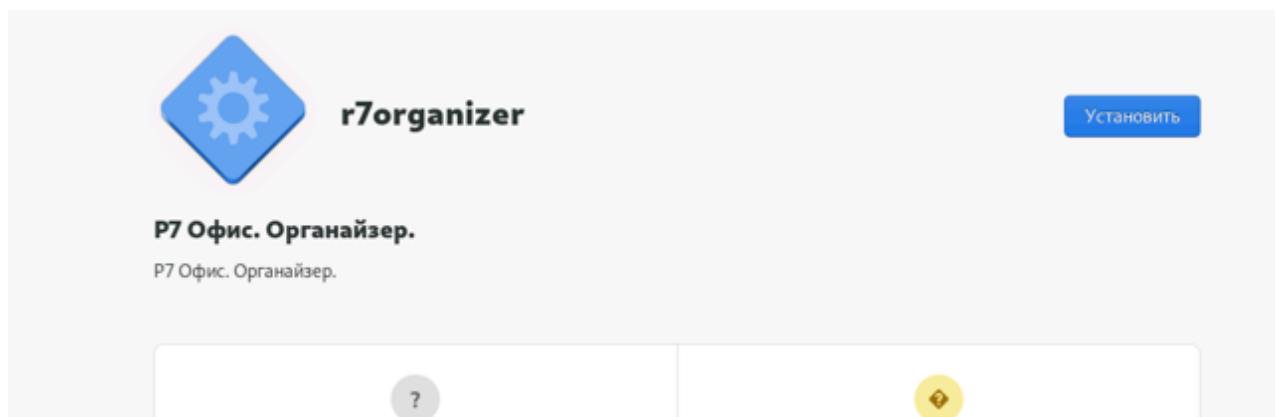 r7organizer
Установить
Р7 Офис. Органайзер.
Р7 Офис. Органайзер.
?